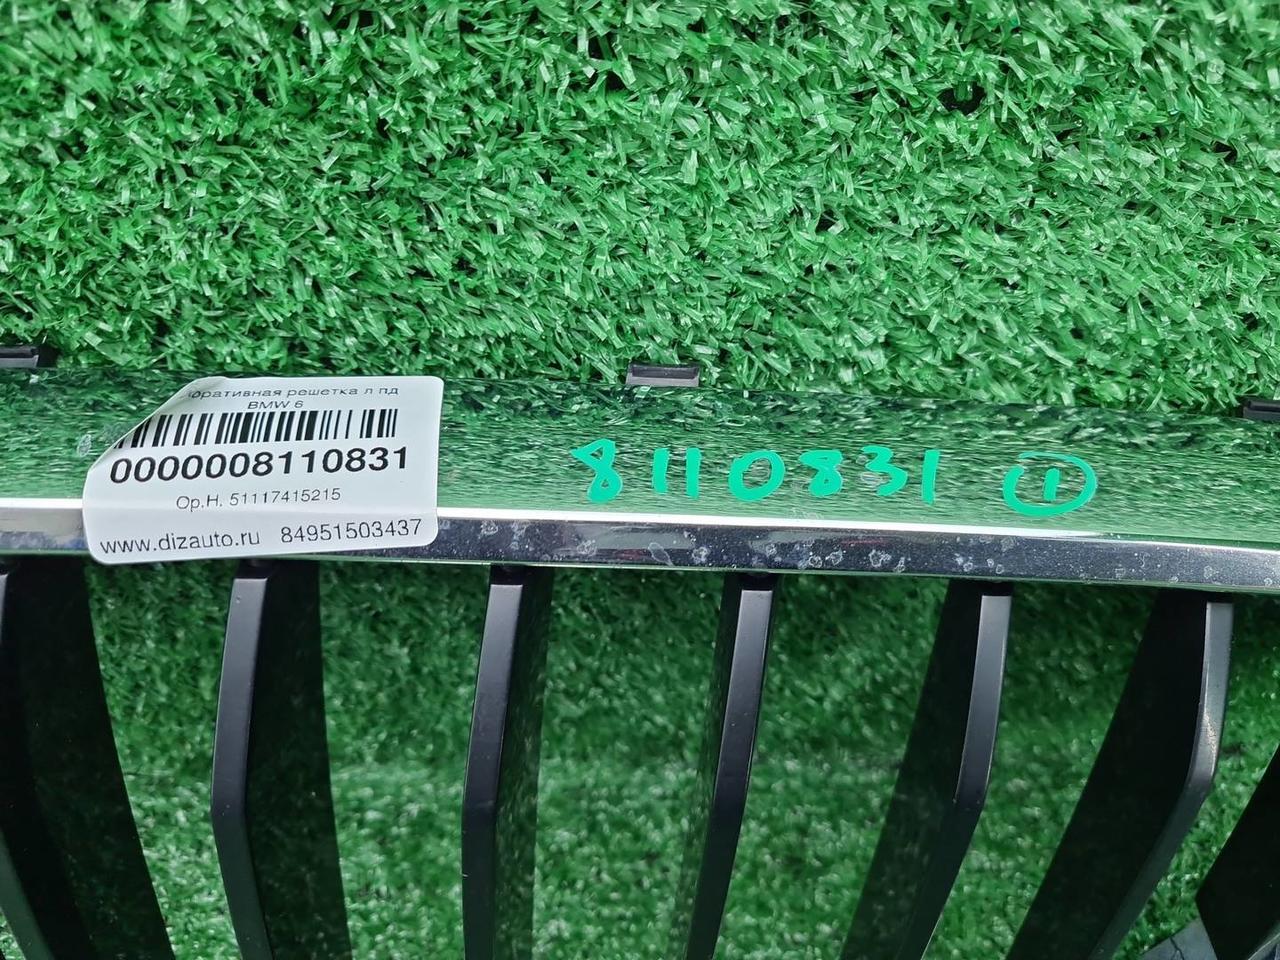 оративная решетка л пд
BMW 6
0000008110831
Ор.Н. 51117415215
www.dizauto.ru 84951503437
8110831 1